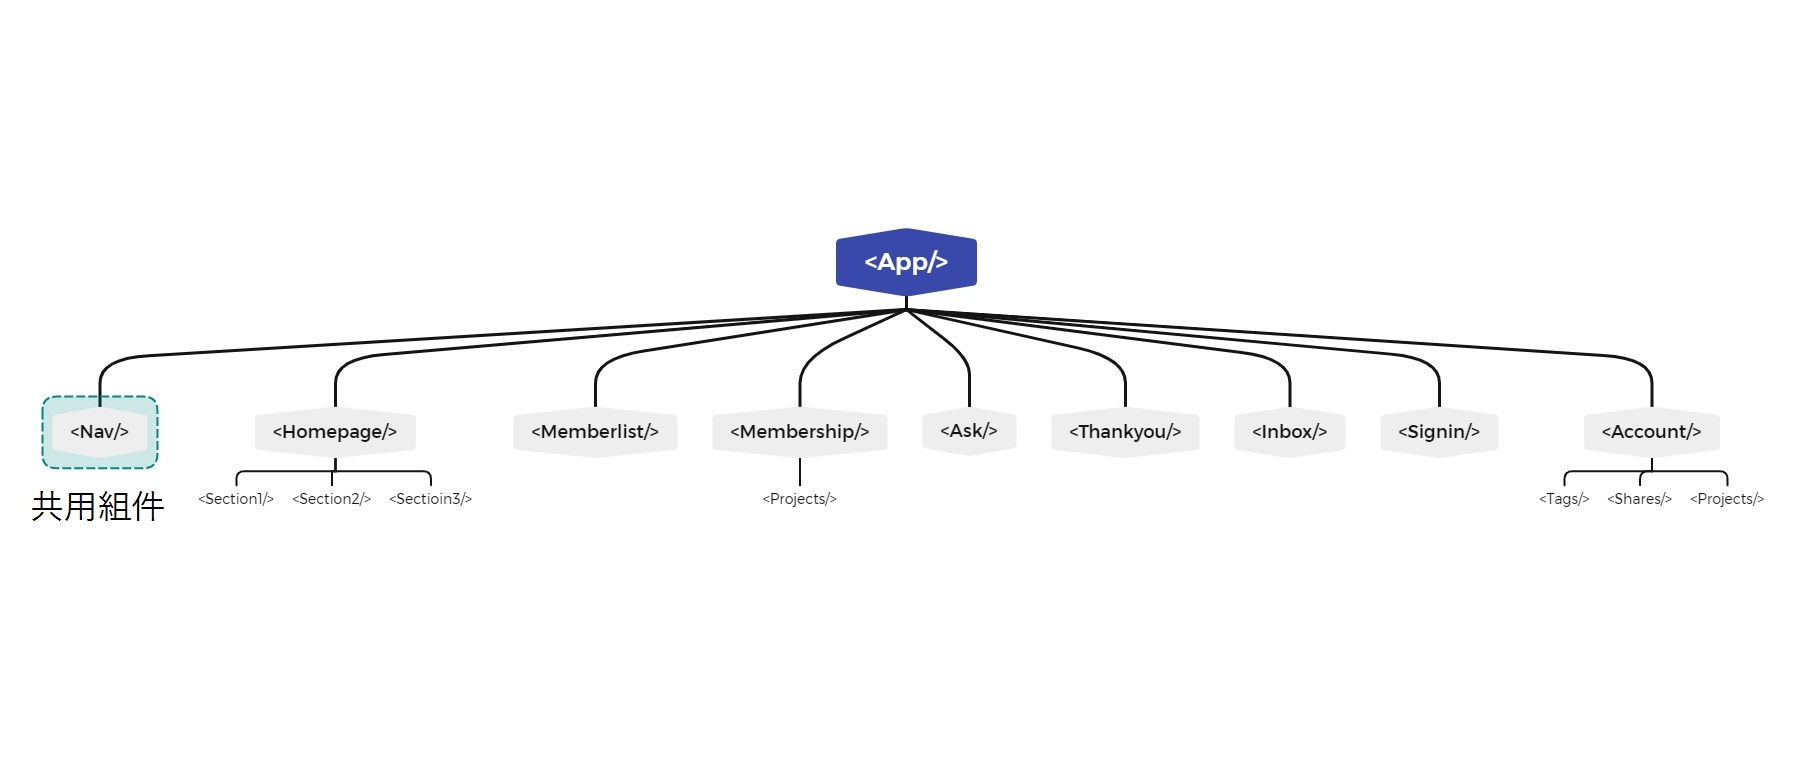 <App/>
<Nav/>
<Homepage/>
<Memberlist/>
<Membership/>
<Ask/>
<Thankyou/>
<Inbox/>
<Signin/>
<Account/>
共用組件
<Section1/>
<Section2/>
<Sectioin3/>
<Projects/>
<Tags/>
<Shares/>
<Projects/>